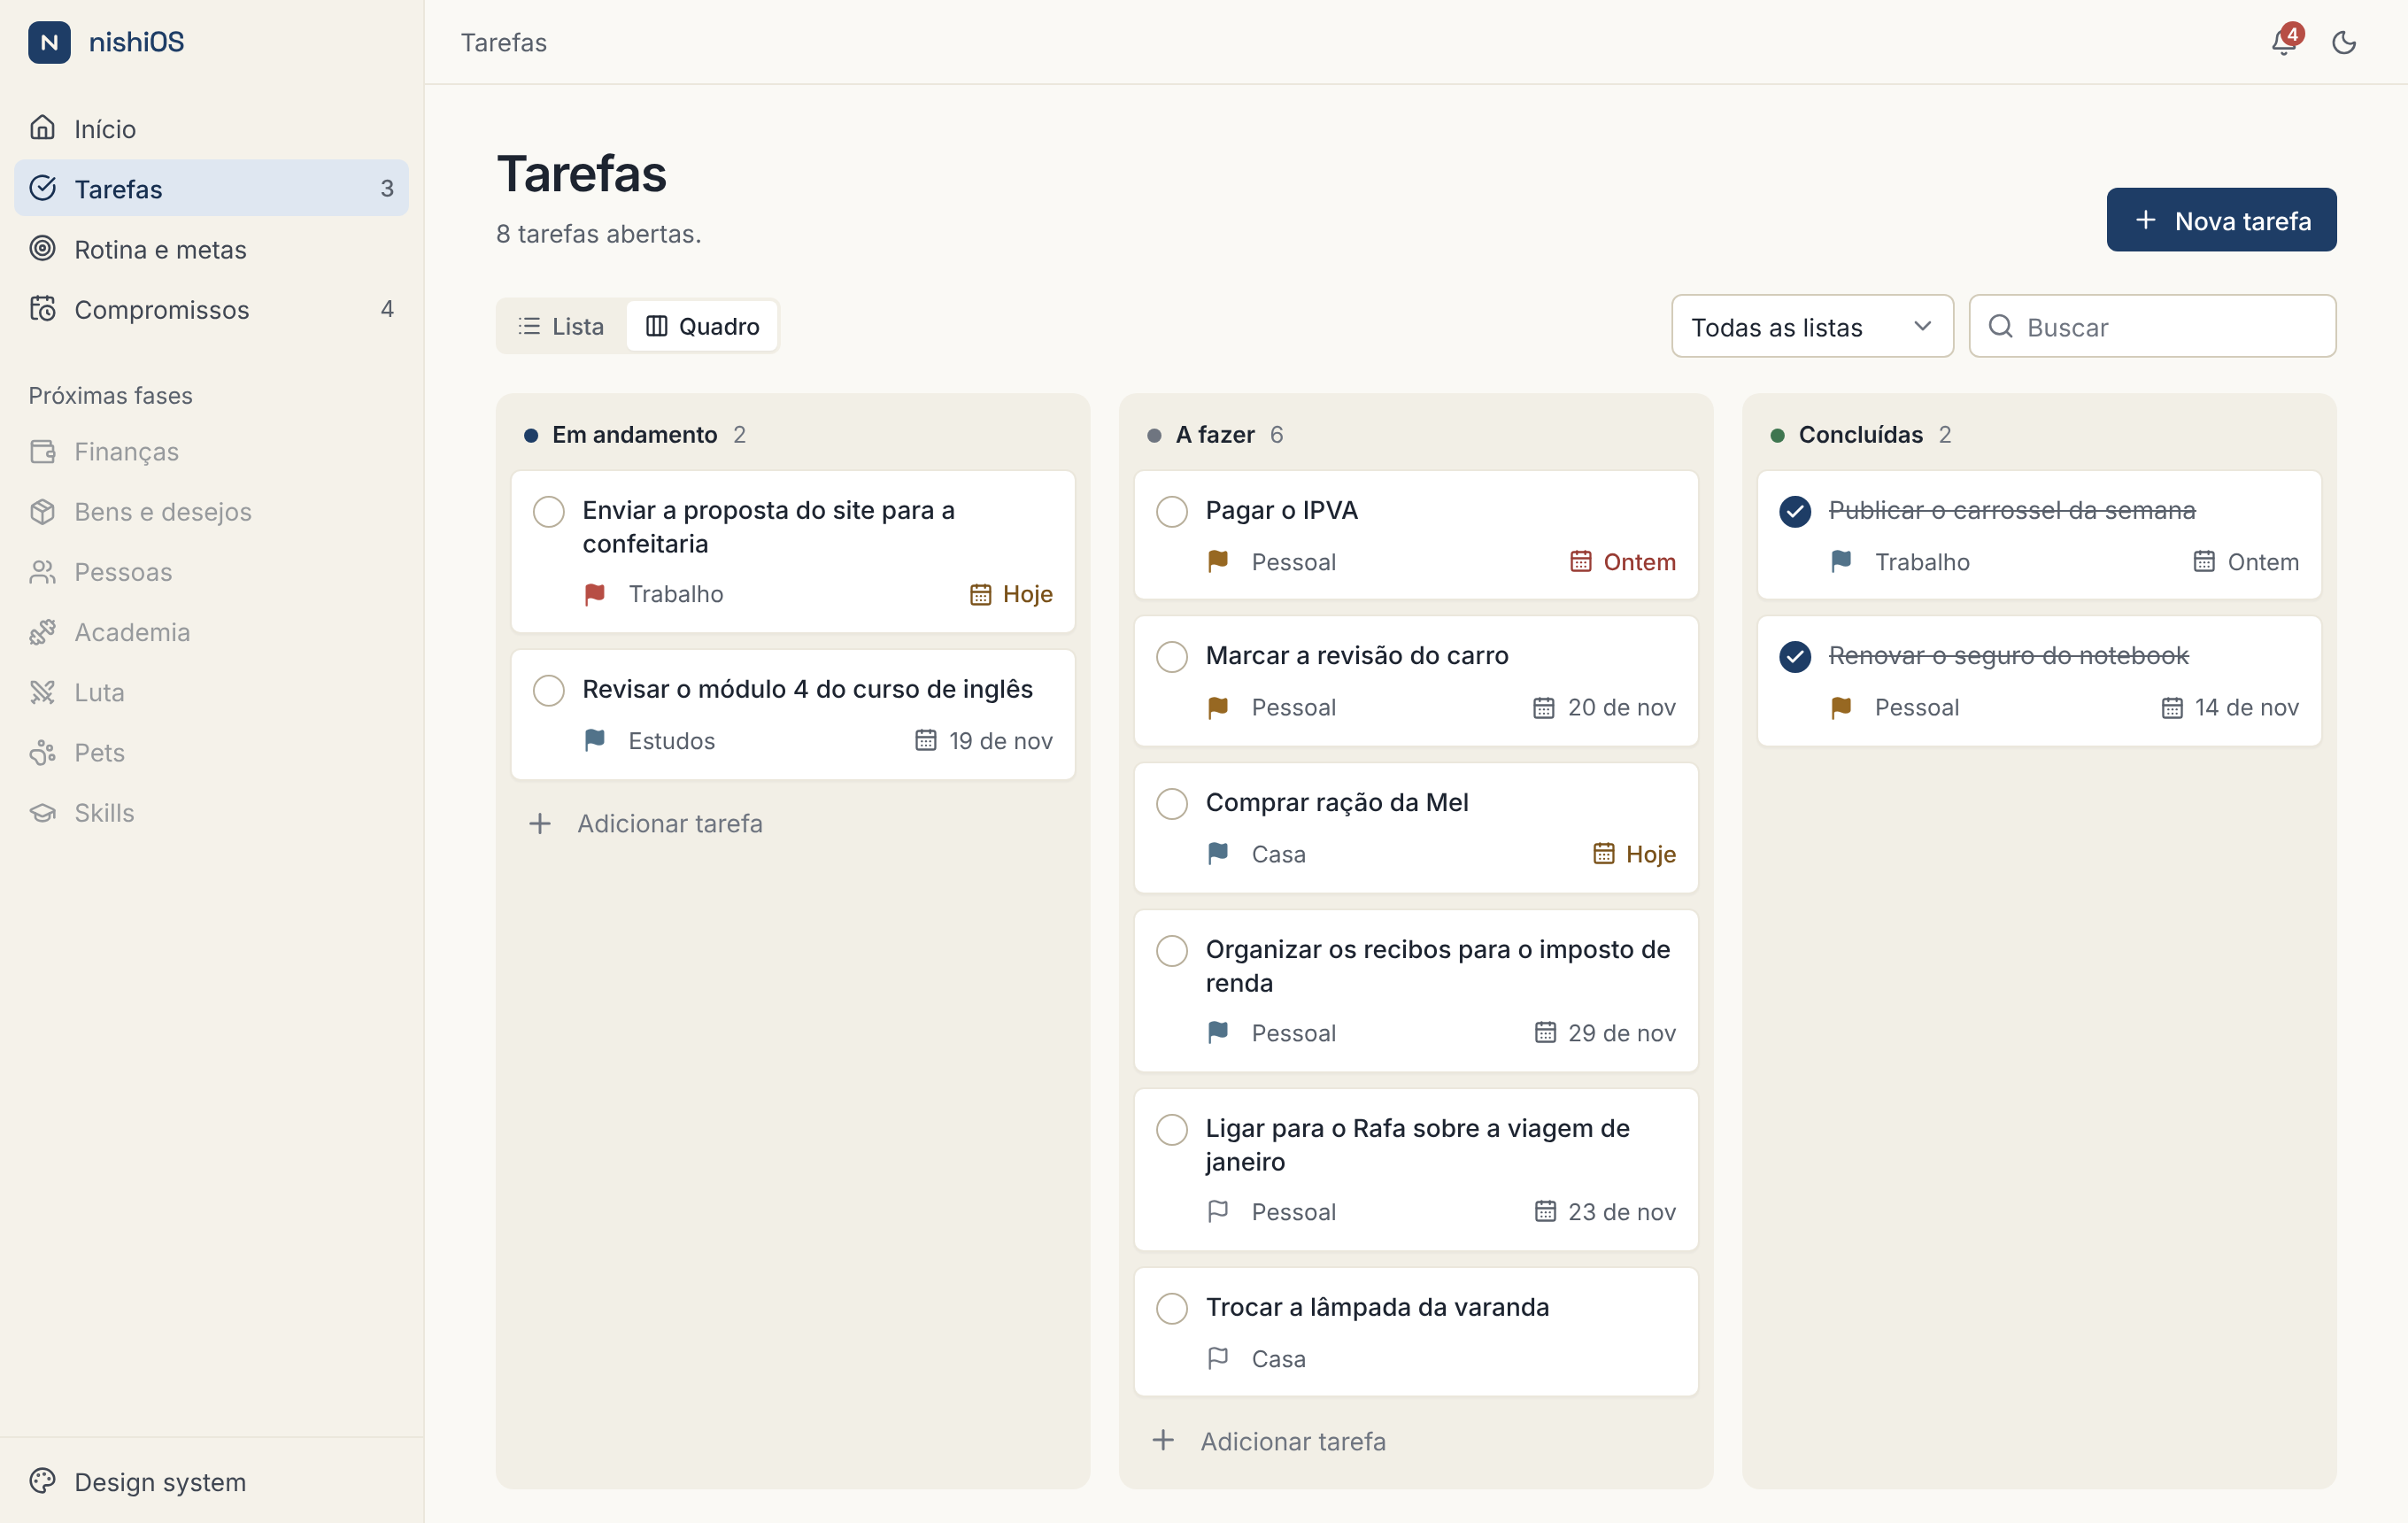 N nishiOS
Início
Tarefas 3
Rotina e metas
Compromissos 4
Próximas fases
Finanças
Bens e desejos
Pessoas
Academia
Luta
Pets
Skills
Design system
Tarefas
4
Tarefas
8 tarefas abertas.
Nova tarefa
Lista
Quadro
Todas as listas
Buscar
Em andamento 2
Enviar a proposta do site para a
confeitaria
Trabalho Hoje
Revisar o módulo 4 do curso de inglês
Estudos 19 de nov
Adicionar tarefa
A fazer 6
Pagar o IPVA
Pessoal Ontem
Marcar a revisão do carro
Pessoal 20 de nov
Comprar ração da Mel
Casa Hoje
Organizar os recibos para o imposto de
renda
Pessoal 29 de nov
Ligar para o Rafa sobre a viagem de
janeiro
Pessoal 23 de nov
Trocar a lâmpada da varanda
Casa
Adicionar tarefa
Concluídas 2
Publicar o carrossel da semana
Trabalho Ontem
Renovar o seguro do notebook
Pessoal 14 de nov